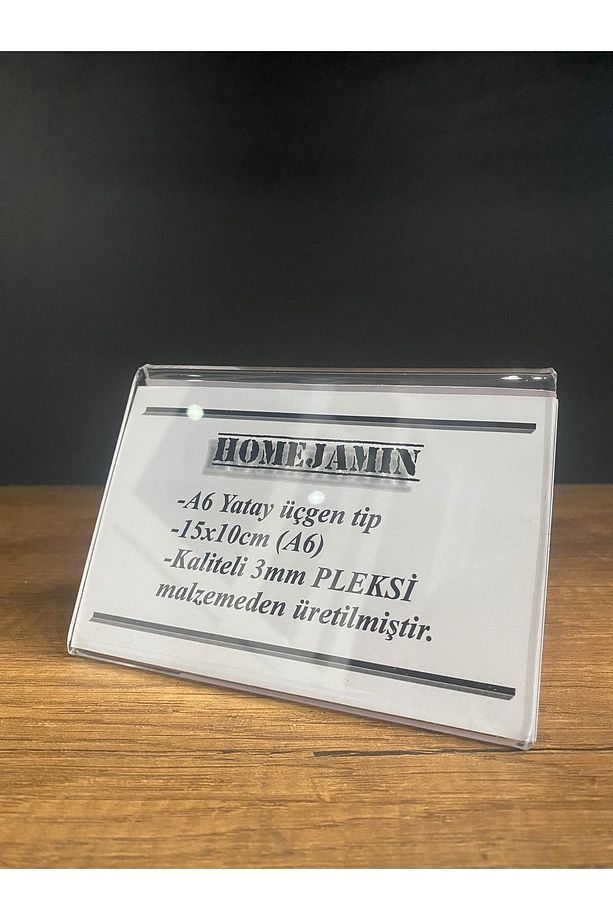 HOMEJAMIN
-A6 Yatay üçgen tip
-15x10cm (A6)
-Kaliteli 3mm PLEKSİ
malzemeden üretilmiştir.